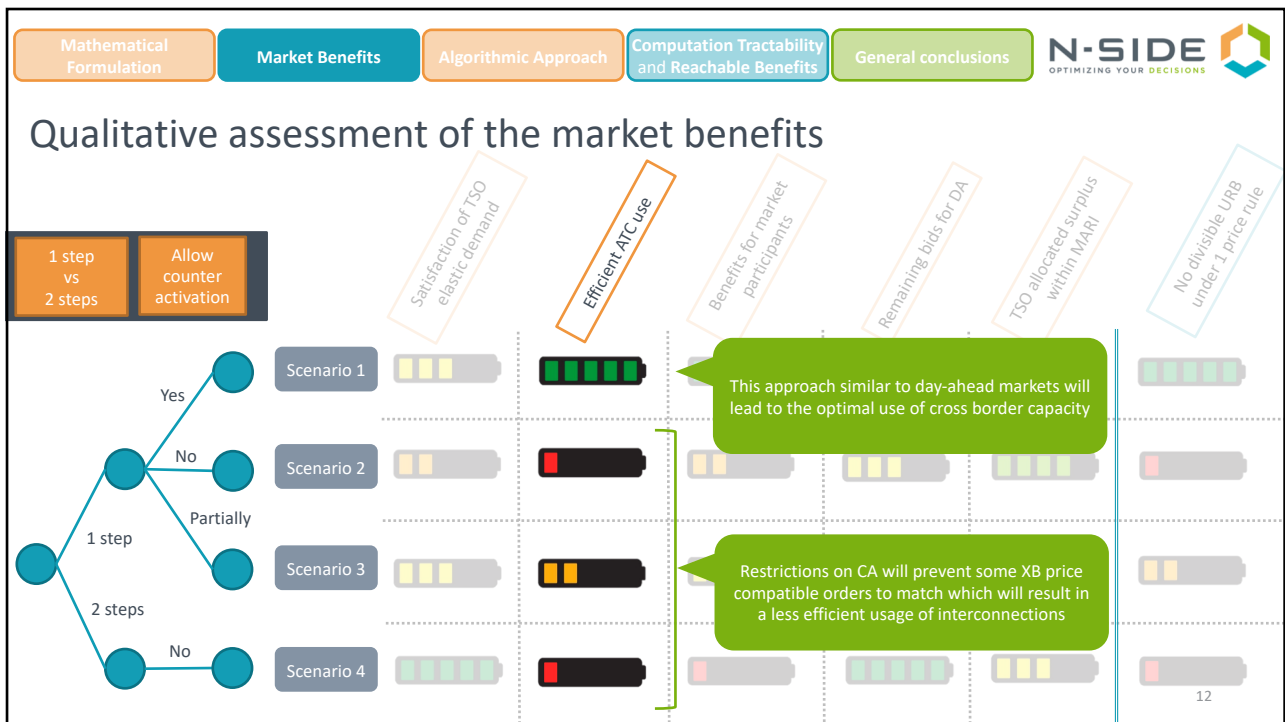 Mathematical
Formulation
Market Benefits
Algorithmic Approach
Computation Tractability
and Reachable Benefits
General conclusions
N-SIDE
OPTIMIZING YOUR DECISIONS
Qualitative assessment of the market benefits
1 step
vs
2 steps
Allow
counter
activation
Satisfaction of TSO
elastic demand
Efficient ATC use
Benefits for market
participants
Remaining bids for DA
TSO allocated surplus
within MARI
No divisible URB
under 1 price rule
Yes
Scenario 1
This approach similar to day-ahead markets will
lead to the optimal use of cross border capacity
No
Scenario 2
Partially
1 step
Scenario 3
Restrictions on CA will prevent some XB price
compatible orders to match which will result in
a less efficient usage of interconnections
2 steps
No
Scenario 4
12